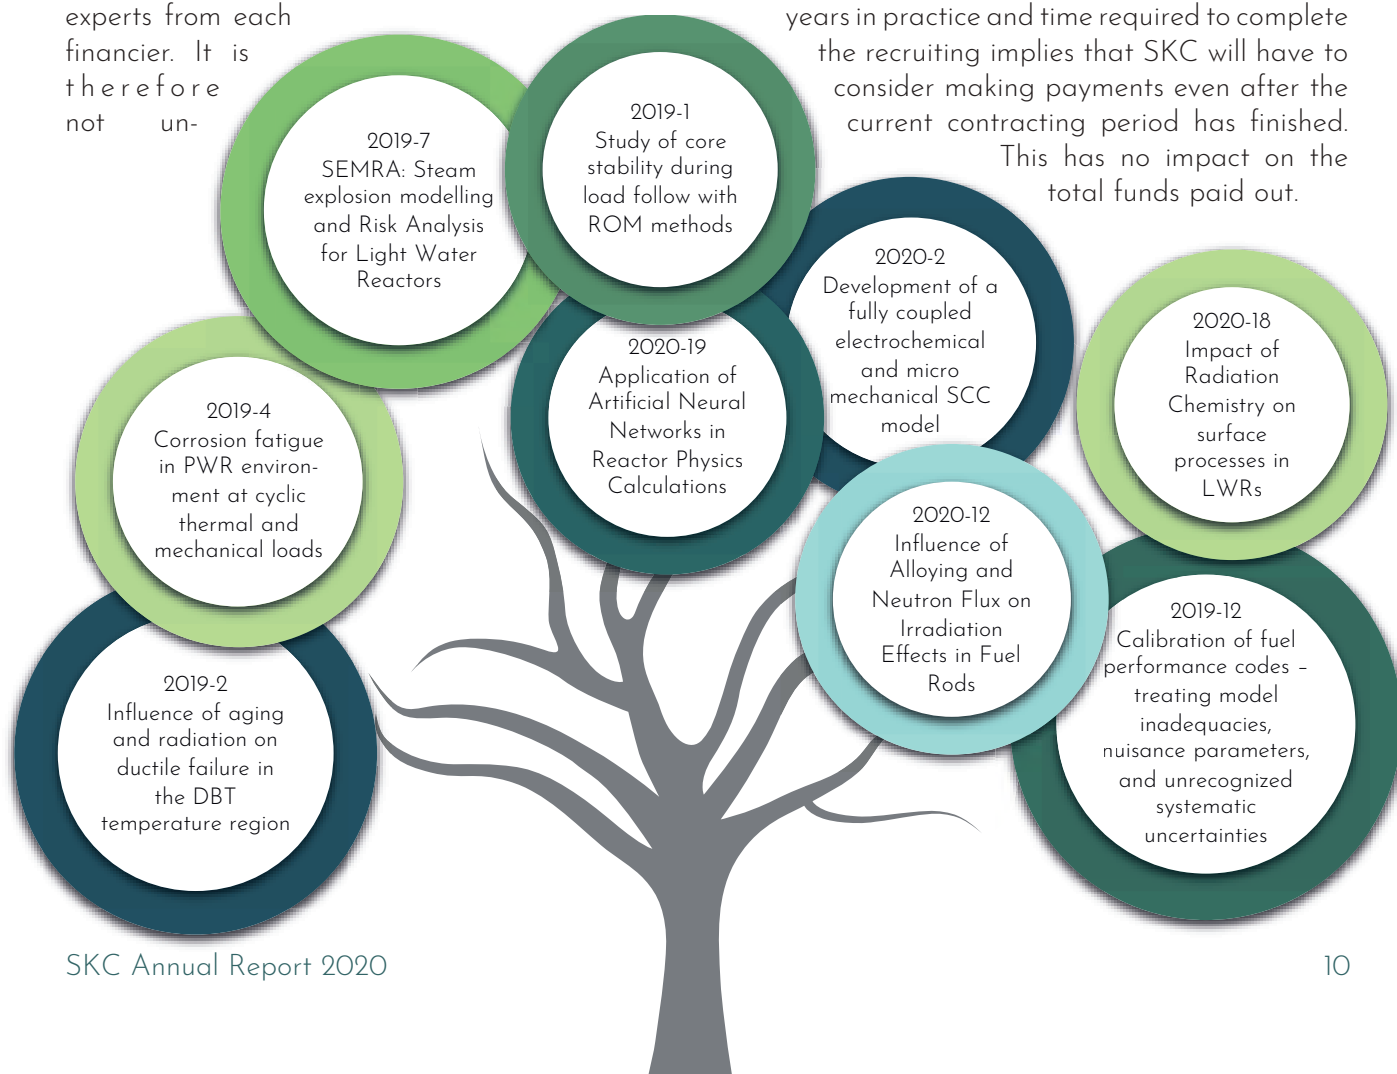 experts from each
financier. It is
therefore
not un-
years in practice and time required to complete
the recruiting implies that SKC will have to
consider making payments even after the
current contracting period has finished.
This has no impact on the
total funds paid out.
2019-7
SEMRA: Steam
explosion modelling
and Risk Analysis
for Light Water
Reactors
2019-1
Study of core
stability during
load follow with
ROM methods
2020-2
Development of a
fully coupled
electrochemical
and micro
mechanical SCC
model
2020-18
Impact of
Radiation
Chemistry on
surface
processes in
LWRs
2020-19
Application of
Artificial Neural
Networks in
Reactor Physics
Calculations
2019-4
Corrosion fatigue
in PWR environ-
ment at cyclic
thermal and
mechanical loads
2020-12
Influence of
Alloying and
Neutron Flux on
Irradiation
Effects in Fuel
Rods
2019-12
Calibration of fuel
performance codes –
treating model
inadequacies,
nuisance parameters,
and unrecognized
systematic
uncertainties
2019-2
Influence of aging
and radiation on
ductile failure in
the DBT
temperature region
SKC Annual Report 2020
10